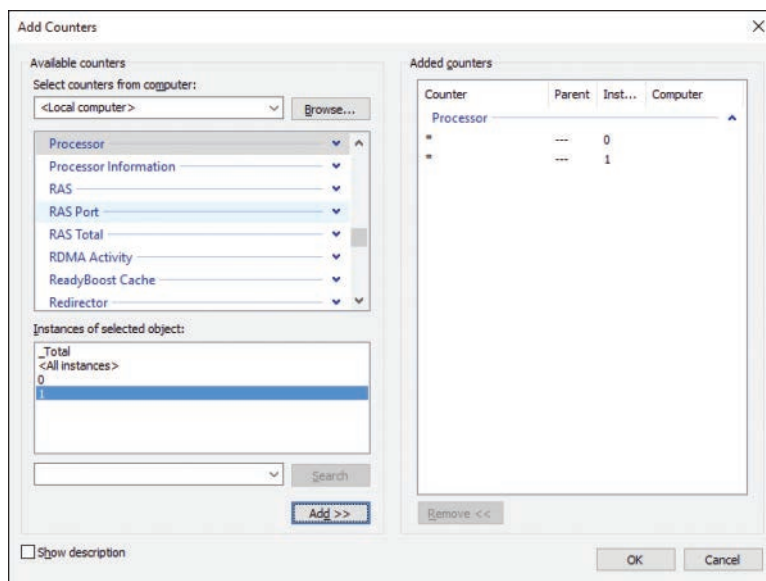 Add Counters
Available counters
Select counters from computer:
<Local computer>
Browse...
Processor
Processor Information
RAS
RAS Port
RAS Total
RDMA Activity
ReadyBoost Cache
Redirector
Instances of selected object:
_Total
<All instances>
0
1
Search
Add >>
Show description
Added counters
Counter Parent Inst... Computer
Processor
* --- 0
* --- 1
Remove <<
OK Cancel